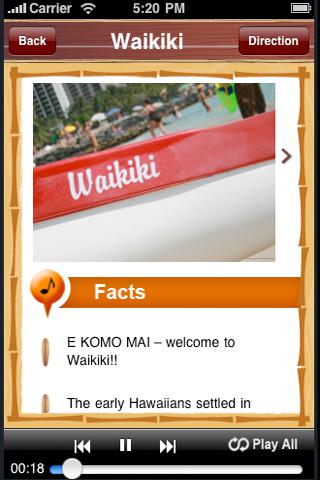 Carrier 5:20 PM
Back Waikiki Direction
Waikiki
Facts
E KOMO MAI – welcome to
Waikiki!!
The early Hawaiians settled in
Play All
00:18